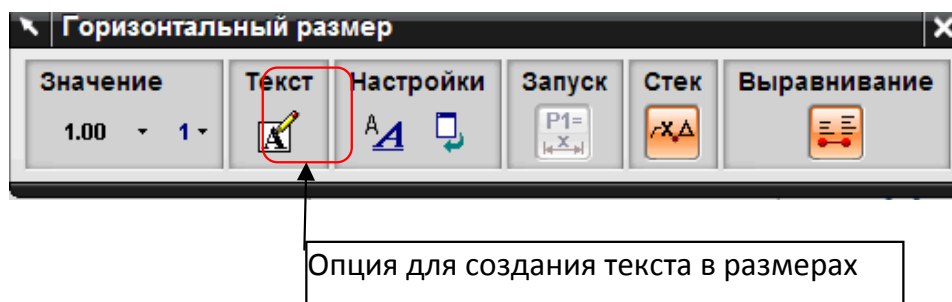 Горизонтальный размер
Значение Текст Настройки Запуск Стек Выравнивание
1.00 1 A A A P1= x x
Опция для создания текста в размерах